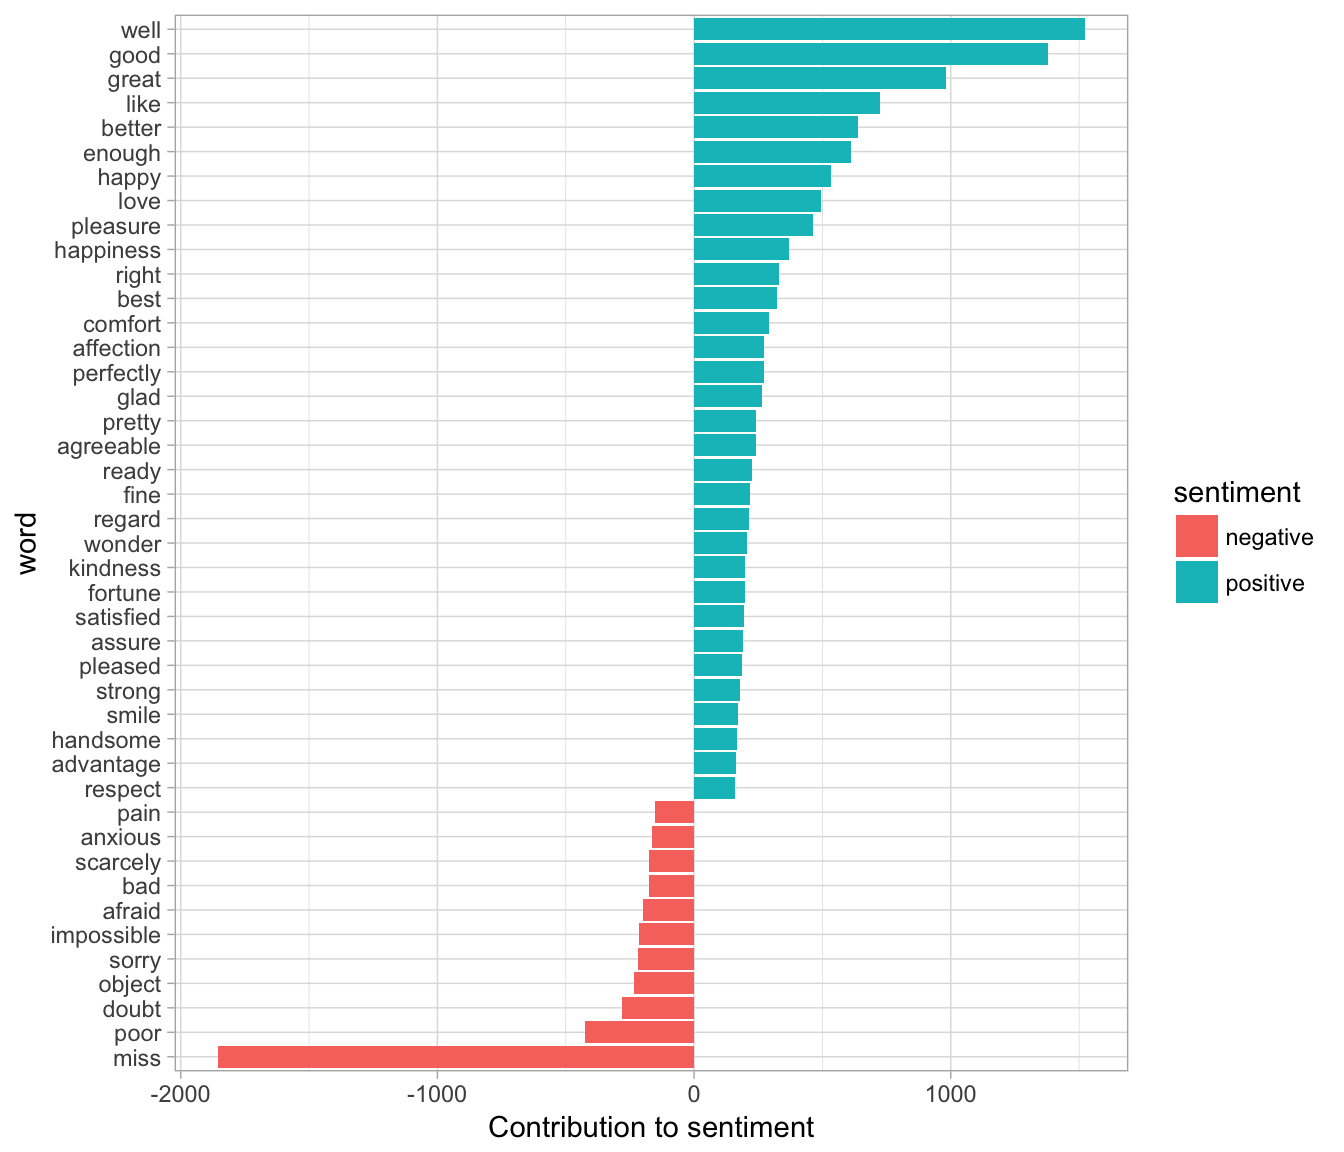 well
good
great
like
better
enough
happy
love
pleasure
happiness
right
best
comfort
affection
perfectly
glad
pretty
agreeable
ready
fine
regard
wonder
kindness
fortune
satisfied
assure
pleased
strong
smile
handsome
advantage
respect
pain
anxious
scarcely
bad
afraid
impossible
sorry
object
doubt
poor
miss
word
-2000 -1000 0 1000
Contribution to sentiment
sentiment
negative
positive